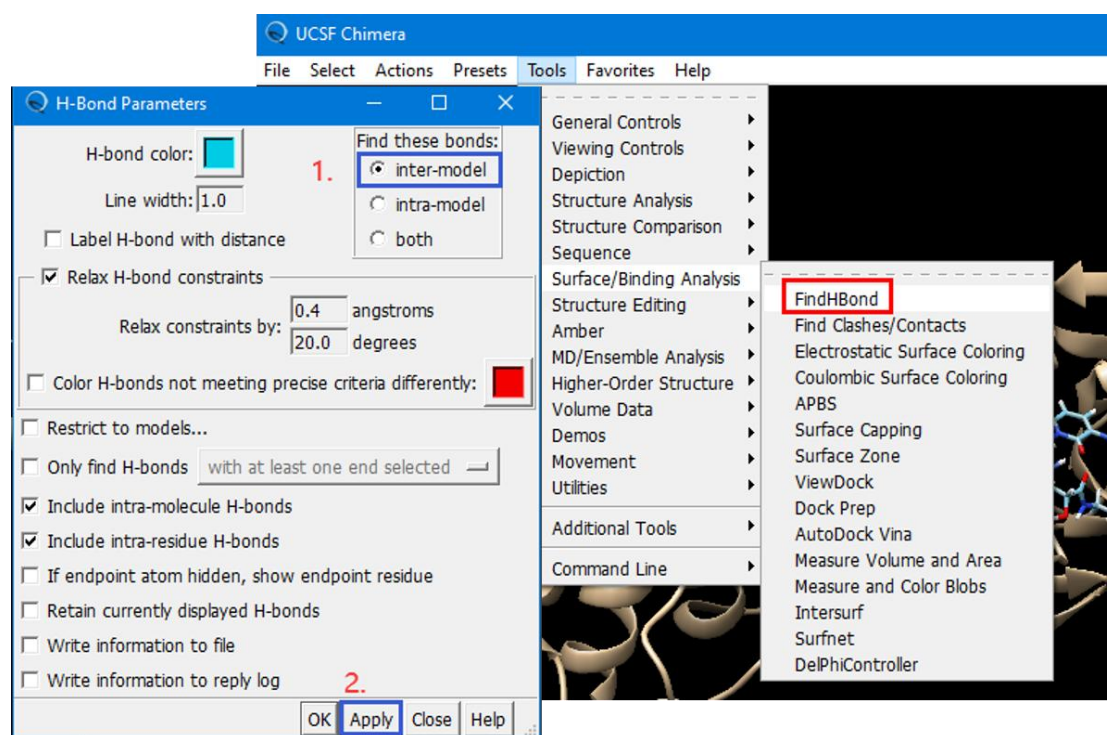 UCSF Chimera
File Select Actions Presets Tools Favorites Help
H-Bond Parameters
H-bond color:
Find these bonds:
1.
inter-model
intra-model
both
Line width: 1.0
Label H-bond with distance
Relax H-bond constraints
Relax constraints by:
0.4 angstroms
20.0 degrees
Color H-bonds not meeting precise criteria differently:
Restrict to models...
Only find H-bonds with at least one end selected
Include intra-molecule H-bonds
Include intra-residue H-bonds
If endpoint atom hidden, show endpoint residue
Retain currently displayed H-bonds
Write information to file
Write information to reply log
2.
OK Apply Close Help
General Controls
Viewing Controls
Depiction
Structure Analysis
Structure Comparison
Sequence
Surface/Binding Analysis
Structure Editing
Amber
MD/Ensemble Analysis
Higher-Order Structure
Volume Data
Demos
Movement
Utilities
Additional Tools
Command Line
FindHBond
Find Clashes/Contacts
Electrostatic Surface Coloring
Coulombic Surface Coloring
APBS
Surface Capping
Surface Zone
ViewDock
Dock Prep
AutoDock Vina
Measure Volume and Area
Measure and Color Blobs
Intersurf
Surfnet
DelPhiController